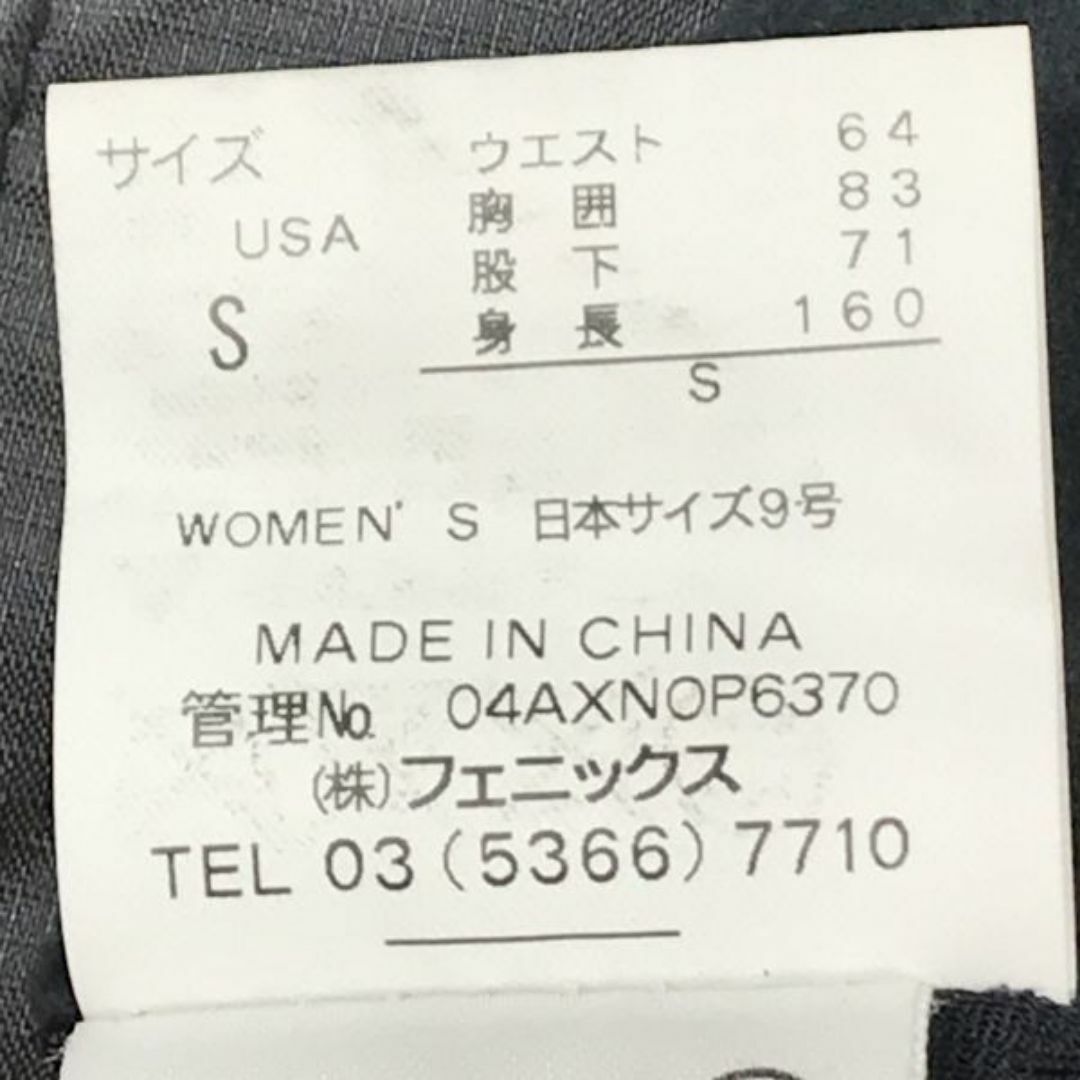 サイズ
USA
S
ウエスト 64
胸囲 83
股下 71
身長 160
S
WOMEN'S 日本サイズ9号
MADE IN CHINA
管理No. 04AXNOP6370
(株)フェニックス
TEL 03(5366)7710